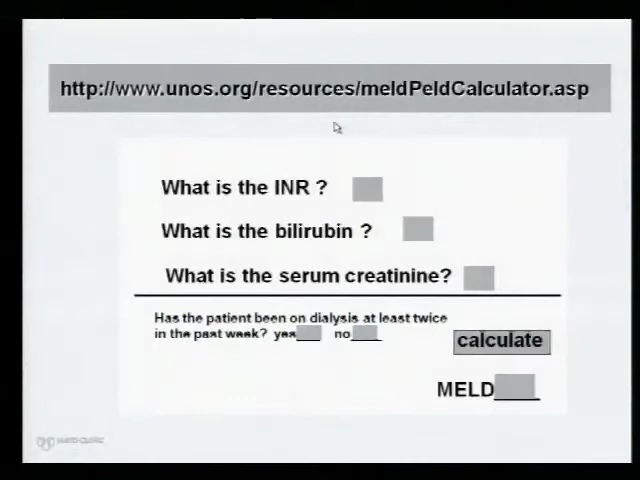 http://www.unos.org/resources/meldPeldCalculator.asp
What is the INR ?
What is the bilirubin ?
What is the serum creatinine?
Has the patient been on dialysis at least twice
in the past week? yes no
calculate
MELD